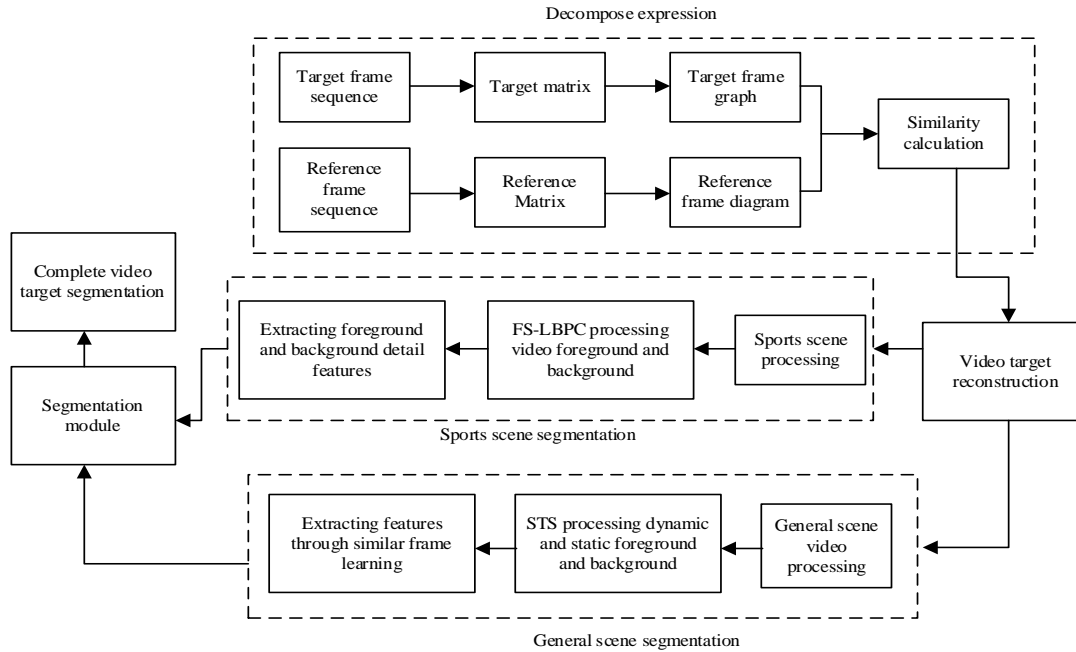 Decompose expression
Target frame
sequence
Target matrix
Target frame
graph
Similarity
calculation
Reference
frame
sequence
Reference
Matrix
Reference
frame diagram
Complete video
target segmentation
Extracting foreground
and background detail
features
FS-LBPC processing
video foreground and
background
Sports scene
processing
Video target
reconstruction
Segmentation
module
Sports scene segmentation
Extracting features
through similar frame
learning
STS processing dynamic
and static foreground
and background
General scene
video
processing
General scene segmentation